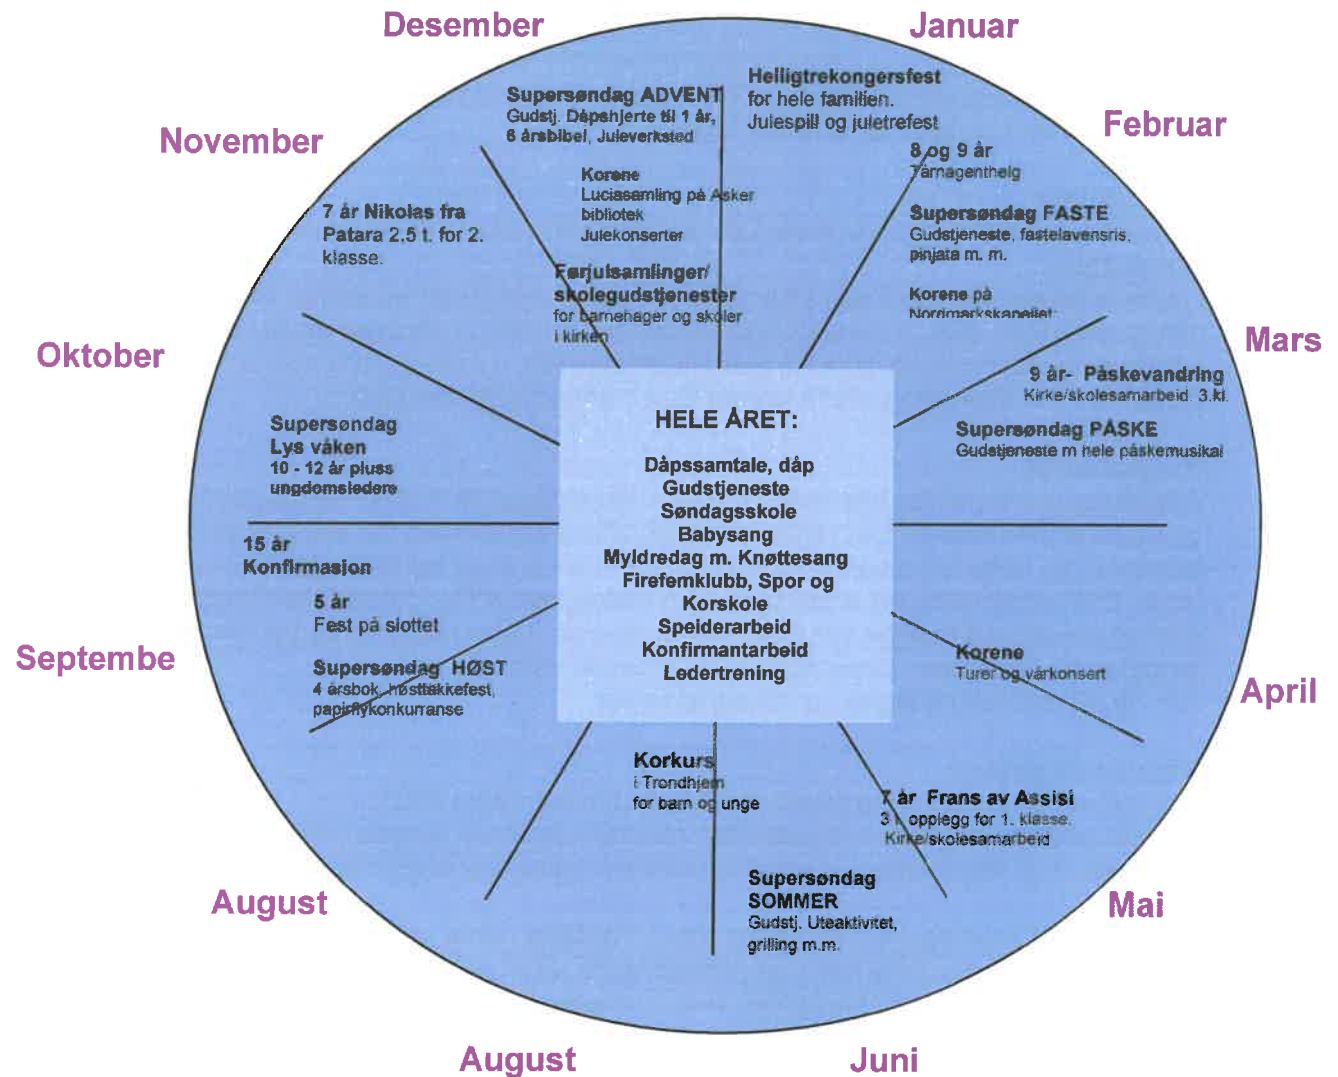 Desember
Januar
November
Februar
Oktober
Mars
Septembe
April
August
Mai
August
Juni
Supersøndag ADVENT
Gudstj. Dåpshjerte til 1 år,
6 årsbibel, Juleverksted
Korene
Luciasamling på Asker
bibliotek
Julekonserter
Førjulsamlinger/
skolegudstjenester
for barnehager og skoler
i kirken
Helligtrekongersfest
for hele familien.
Julespill og juletrefest
8 og 9 år
Tårnagenthelg
Supersøndag FASTE
Gudstjeneste, fastelavensris,
pinjata m. m.
Korene på
Nordmarkskapellet
9 år- Påskevandring
Kirke/skolesamarbeid 3.kl.
Supersøndag PÅSKE
Gudstjeneste m hele påskemusikal
Korene
Turer og vårkonsert
7 år Frans av Assisi
3 t. opplegg for 1. klasse.
Kirke/skolesamarbeid
Supersøndag
SOMMER
Gudstj. Uteaktivitet,
grilling m.m.
Korkurs
i Trondhjem
for barn og unge
15 år
Konfirmasjon
5 år
Fest på slottet
Supersøndag HØST
4 årsbok, høsttakkefest,
papirflykonkurranse
Supersøndag
Lys våken
10 - 12 år pluss
ungdomsledere
7 år Nikolas fra
Patara 2,5 t. for 2.
klasse.
HELE ÅRET:
Dåpssamtale, dåp
Gudstjeneste
Søndagsskole
Babysang
Myldredag m. Knøttesang
Firefemklubb, Spor og
Korskole
Speiderarbeid
Konfirmantarbeid
Ledertrening